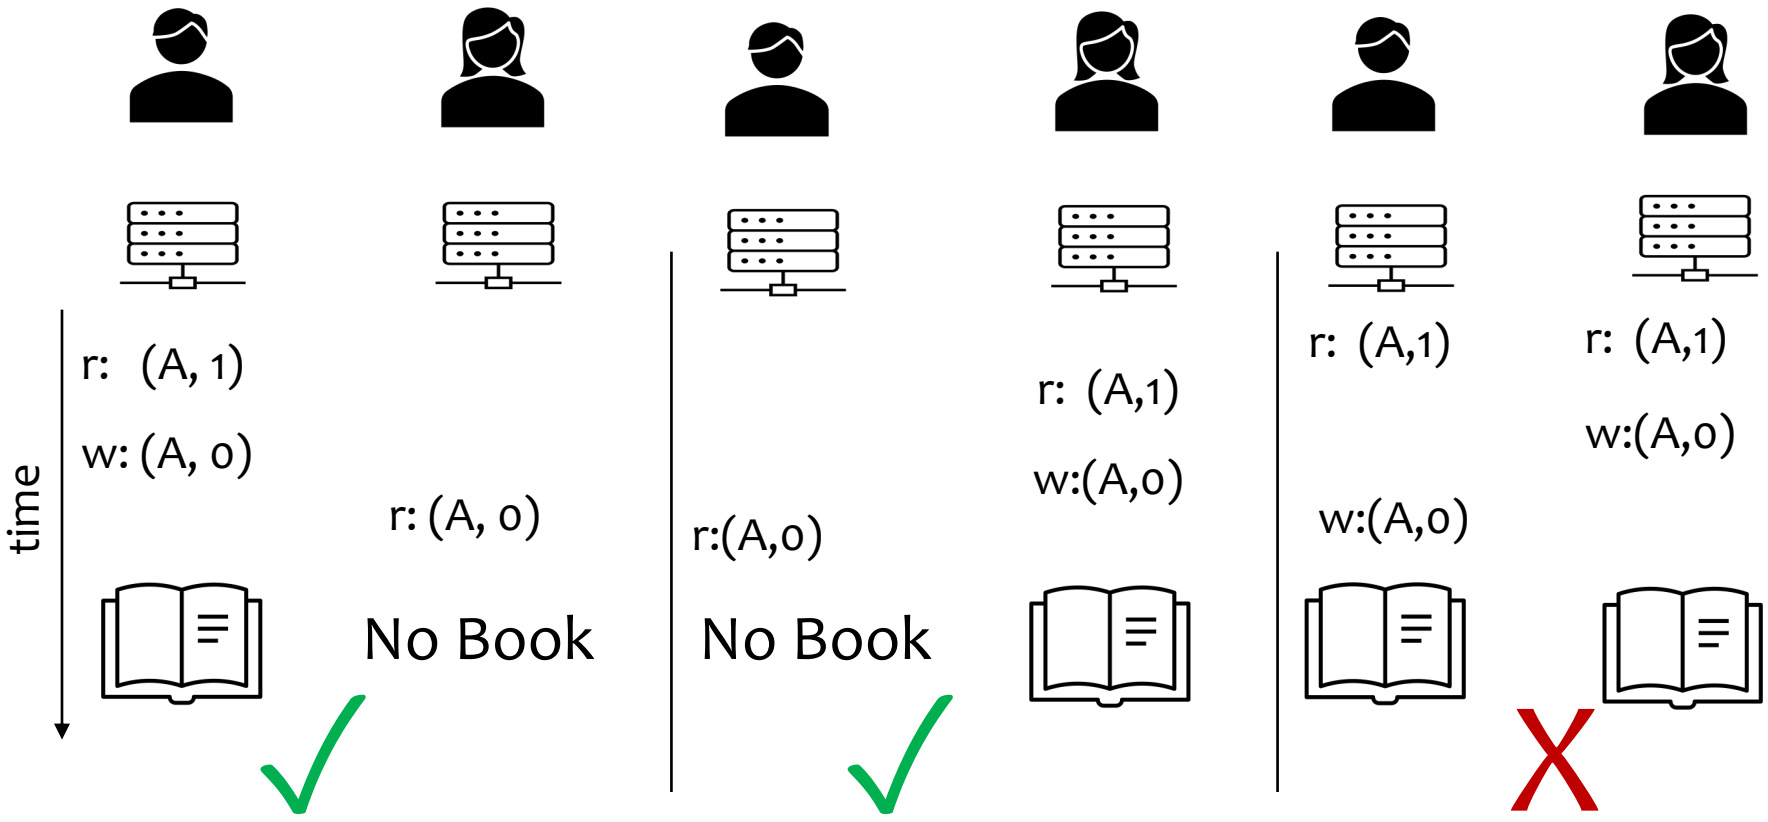 time
r: (A, 1)
w: (A, 0)
r: (A, 0)
No Book
r:(A,0)
No Book
r: (A,1)
w:(A,0)
r: (A,1)
w:(A,0)
r: (A,1)
w:(A,0)
X